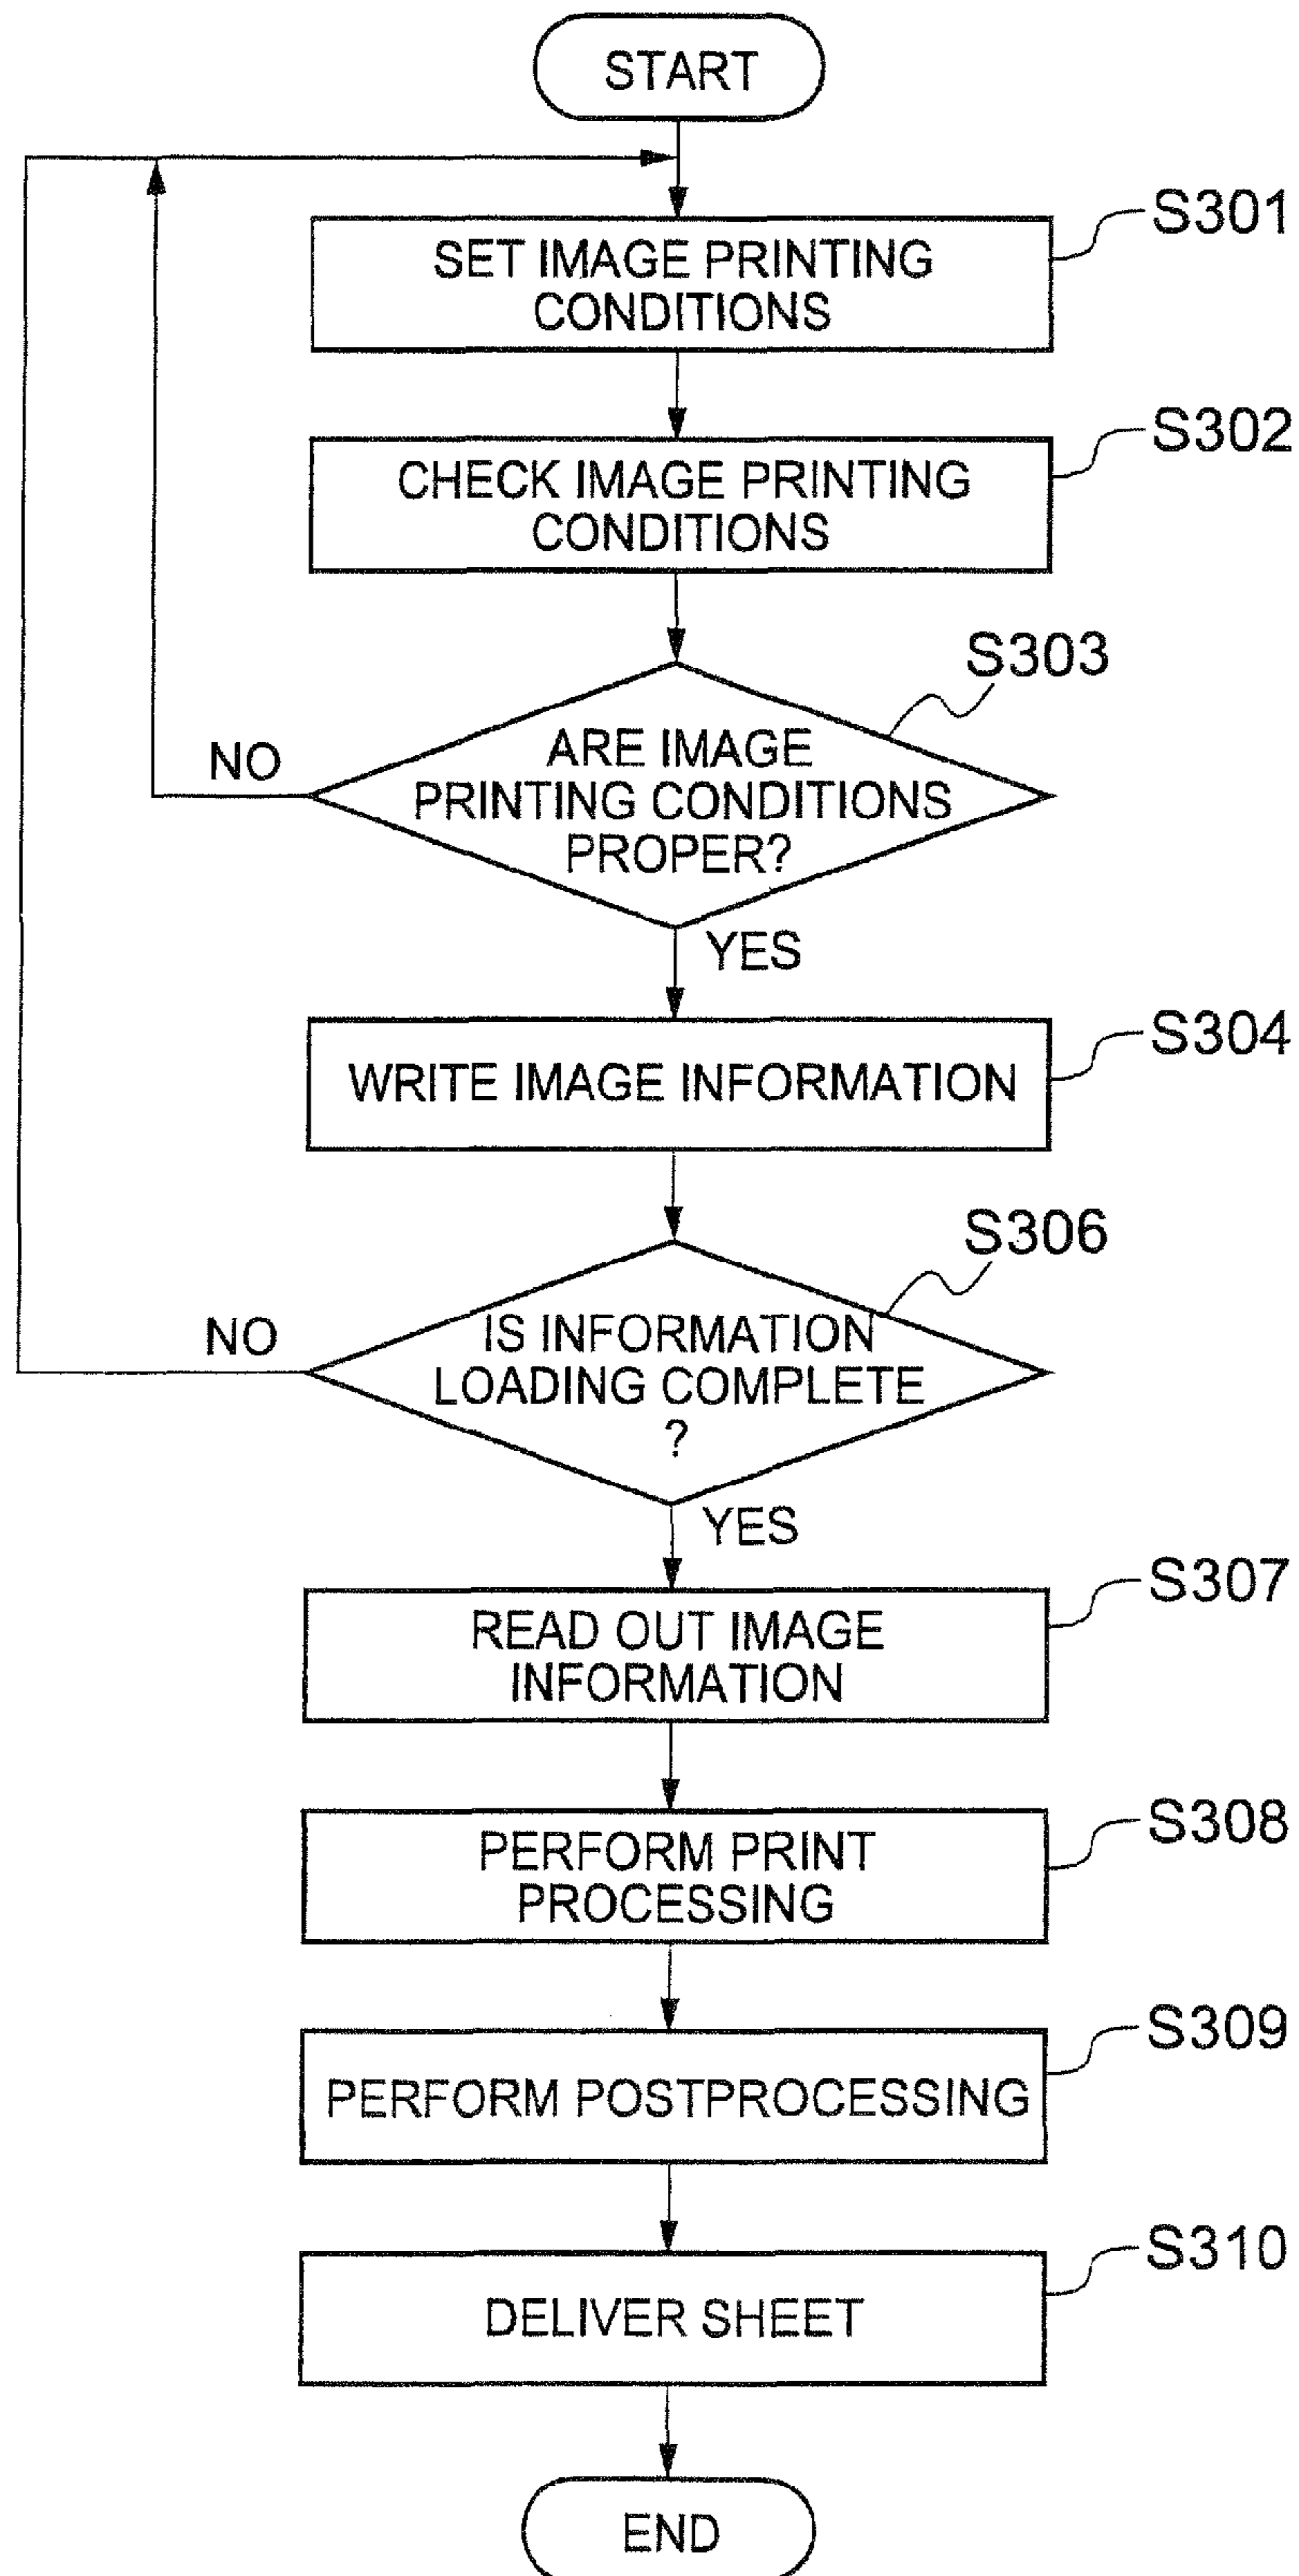 START
S301
SET IMAGE PRINTING
CONDITIONS
S302
CHECK IMAGE PRINTING
CONDITIONS
S303
ARE IMAGE
PRINTING CONDITIONS
PROPER?
NO
YES
S304
WRITE IMAGE INFORMATION
S306
IS INFORMATION
LOADING COMPLETE
?
NO
YES
S307
READ OUT IMAGE
INFORMATION
S308
PERFORM PRINT
PROCESSING
S309
PERFORM POSTPROCESSING
S310
DELIVER SHEET
END